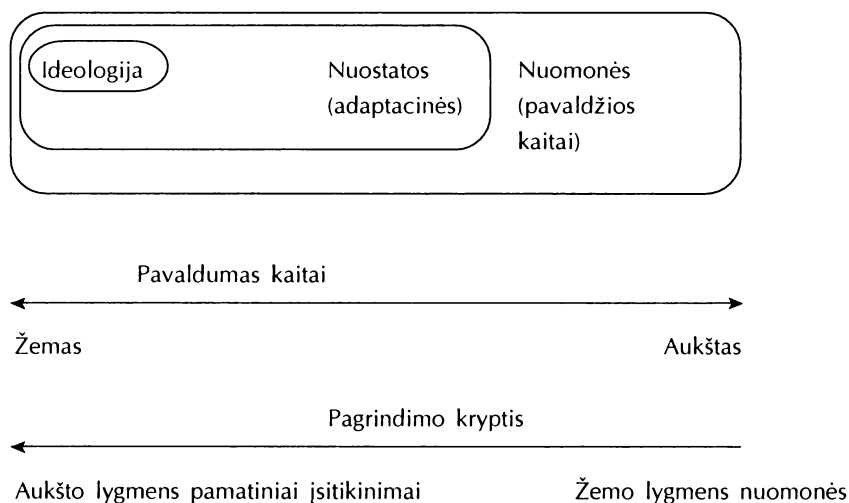 Ideologija Nuostatos Nuomonės
(adaptacinės) (pavaldžios
kaitai)
Pavaldumas kaitai
Žemas Aukštas
Pagrindimo kryptis
Aukšto lygmens pamatiniai įsitikinimai Žemo lygmens nuomonės